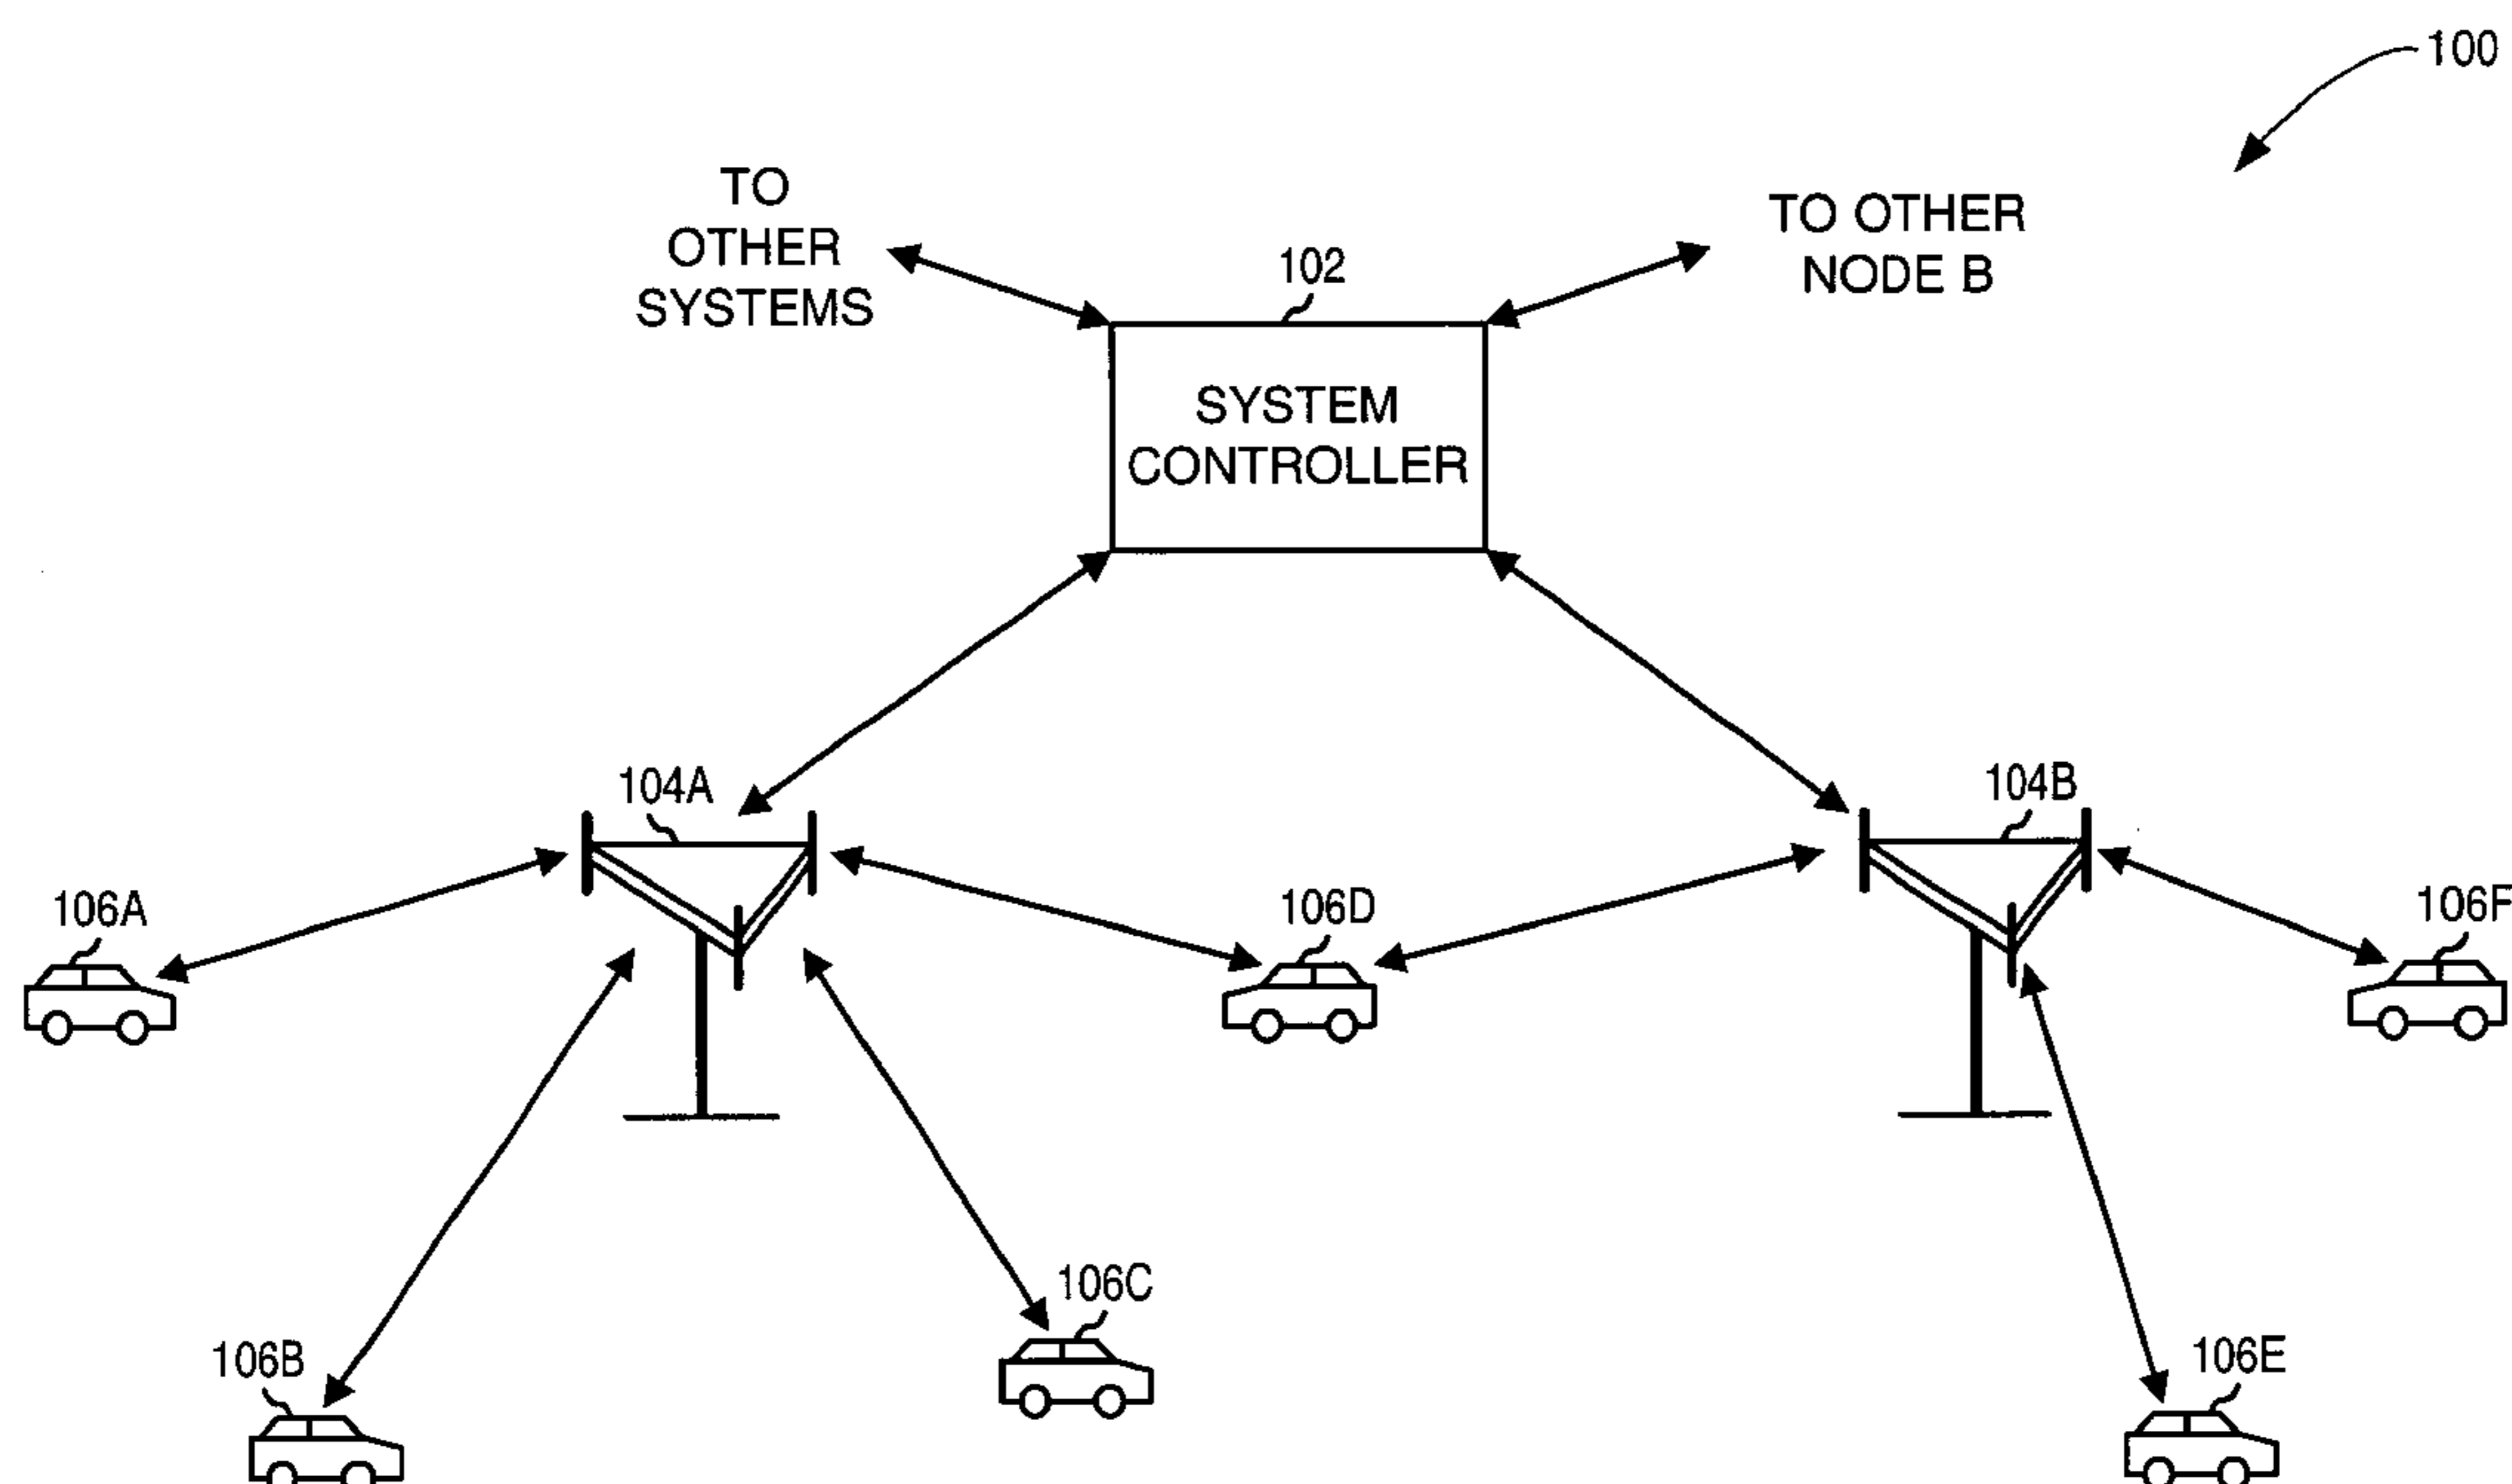 100
TO
OTHER
SYSTEMS
TO OTHER
NODE B
102
SYSTEM
CONTROLLER
104A
104B
106A
106D
106F
106C
106B
106E